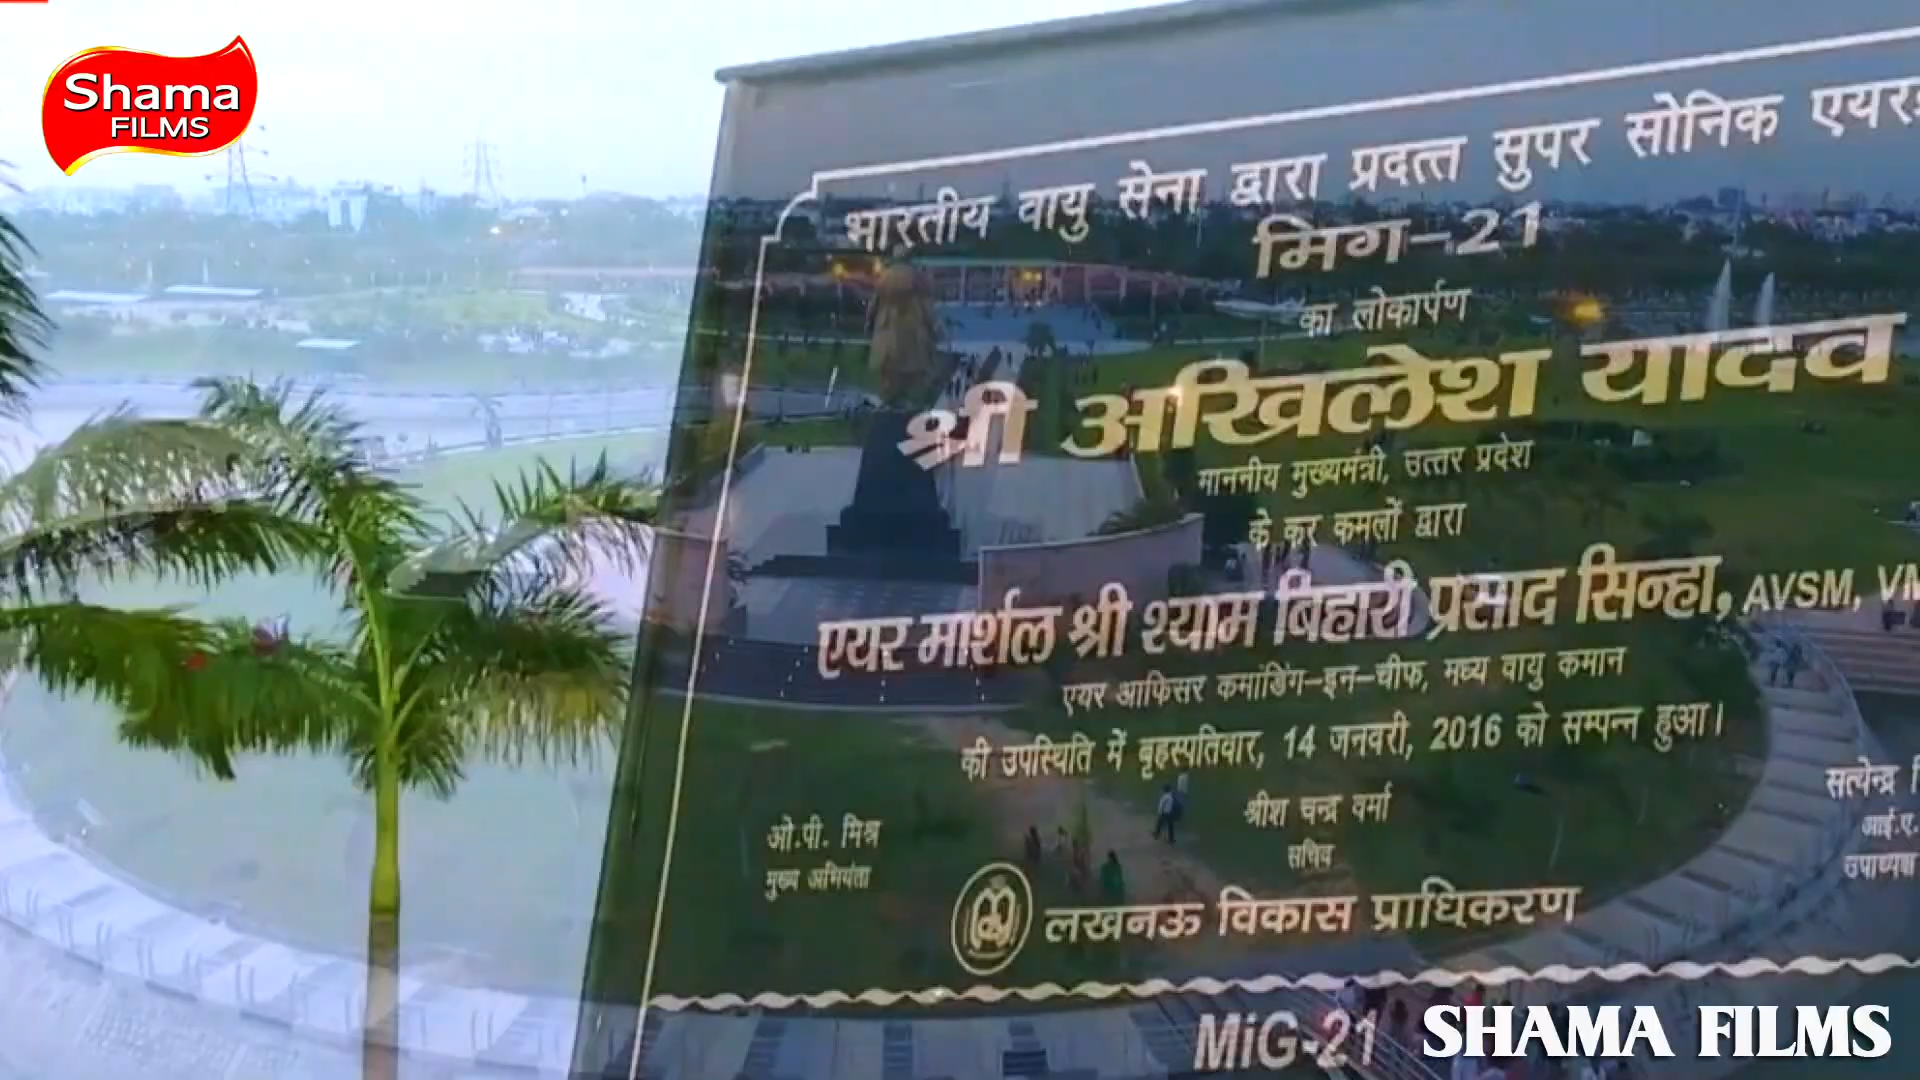 Shama
FILMS
भारतीय वायु सेना द्वारा प्रदत्त सुपर सोनिक
मिग-21
का लोकार्पण
श्री अखिलेश यादव
माननीय मुख्यमंत्री, उत्तर प्रदेश
के कर कमलों द्वारा
एयर मार्शल श्री श्याम बिहारी प्रसाद सिन्हा, AVSM, VM
एयर आफिसर कमांडिंग-इन-चीफ, मध्य वायु कमान
की उपस्थिति में बृहस्पतिवार, 14 जनवरी, 2016 को सम्पन्न हुआ।
श्रीश चन्द्र वर्मा
सचिव
ओ.पी. मिश्र
मुख्य अभियंता
सत्येन्द्र
आई.ए.
उपाध्यक्ष
लखनऊ विकास प्राधिकरण
MiG-21
SHAMA FILMS